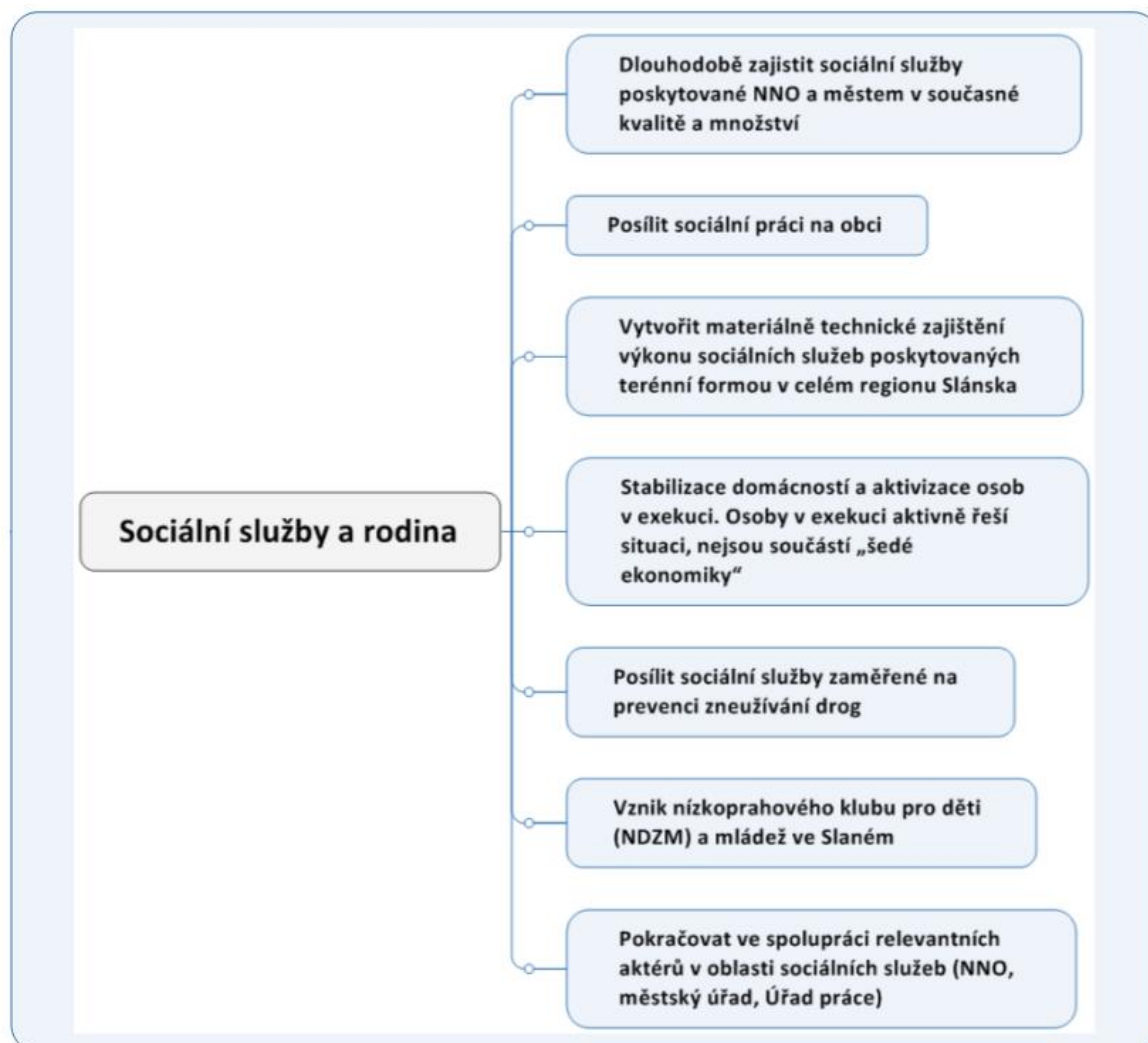 Dlouhodobě zajistit sociální služby
poskytované NNO a městem v současné
kvalitě a množství
Posílit sociální práci na obci
Vytvořit materiálně technické zajištění
výkonu sociálních služeb poskytovaných
terénní formou v celém regionu Slánska
Sociální služby a rodina
Stabilizace domácností a aktivizace osob
v exekuci. Osoby v exekuci aktivně řeší
situaci, nejsou součástí „šedé
ekonomiky“
Posílit sociální služby zaměřené na
prevenci zneužívání drog
Vznik nízkoprahového klubu pro děti
(NDZM) a mládež ve Slaném
Pokračovat ve spolupráci relevantních
aktérů v oblasti sociálních služeb (NNO,
městský úřad, Úřad práce)